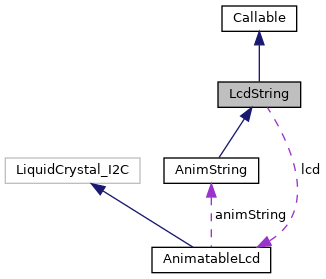 Callable
LcdString
LiquidCrystal_I2C
AnimString
lcd
animString
AnimatableLcd